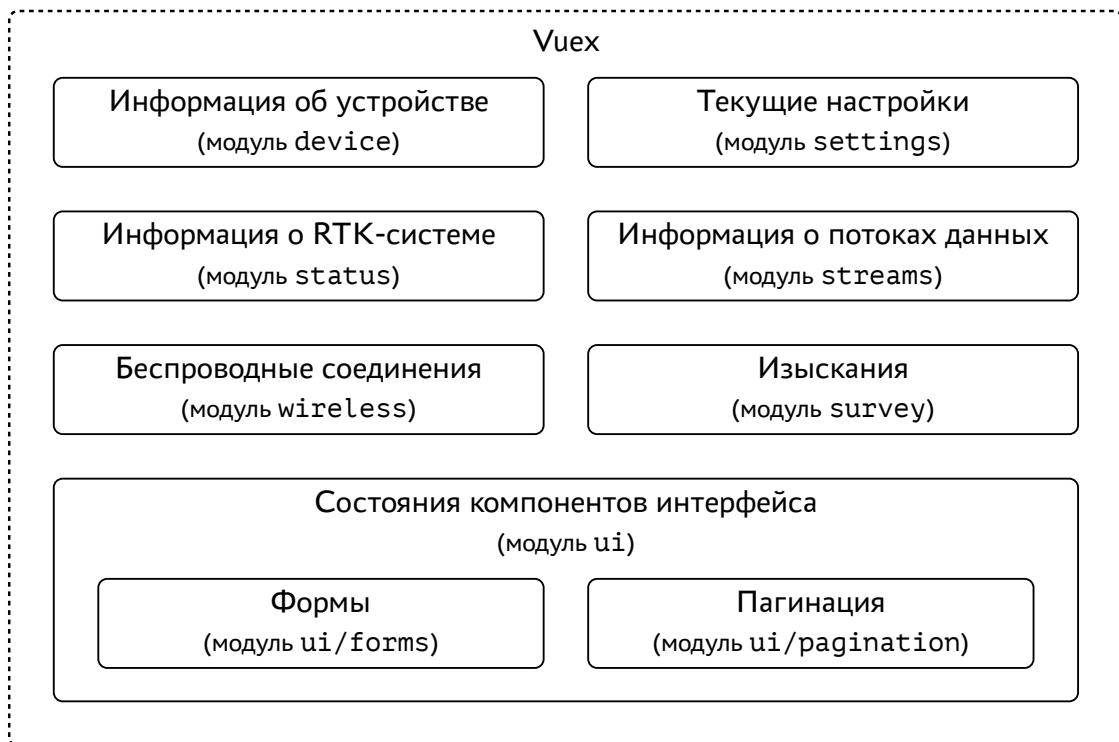 Vuex
Информация об устройстве
(модуль device)
Текущие настройки
(модуль settings)
Информация о RTK-системе
(модуль status)
Информация о потоках данных
(модуль streams)
Беспроводные соединения
(модуль wireless)
Изыскания
(модуль survey)
Состояния компонентов интерфейса
(модуль ui)
Формы
(модуль ui/forms)
Пагинация
(модуль ui/pagination)